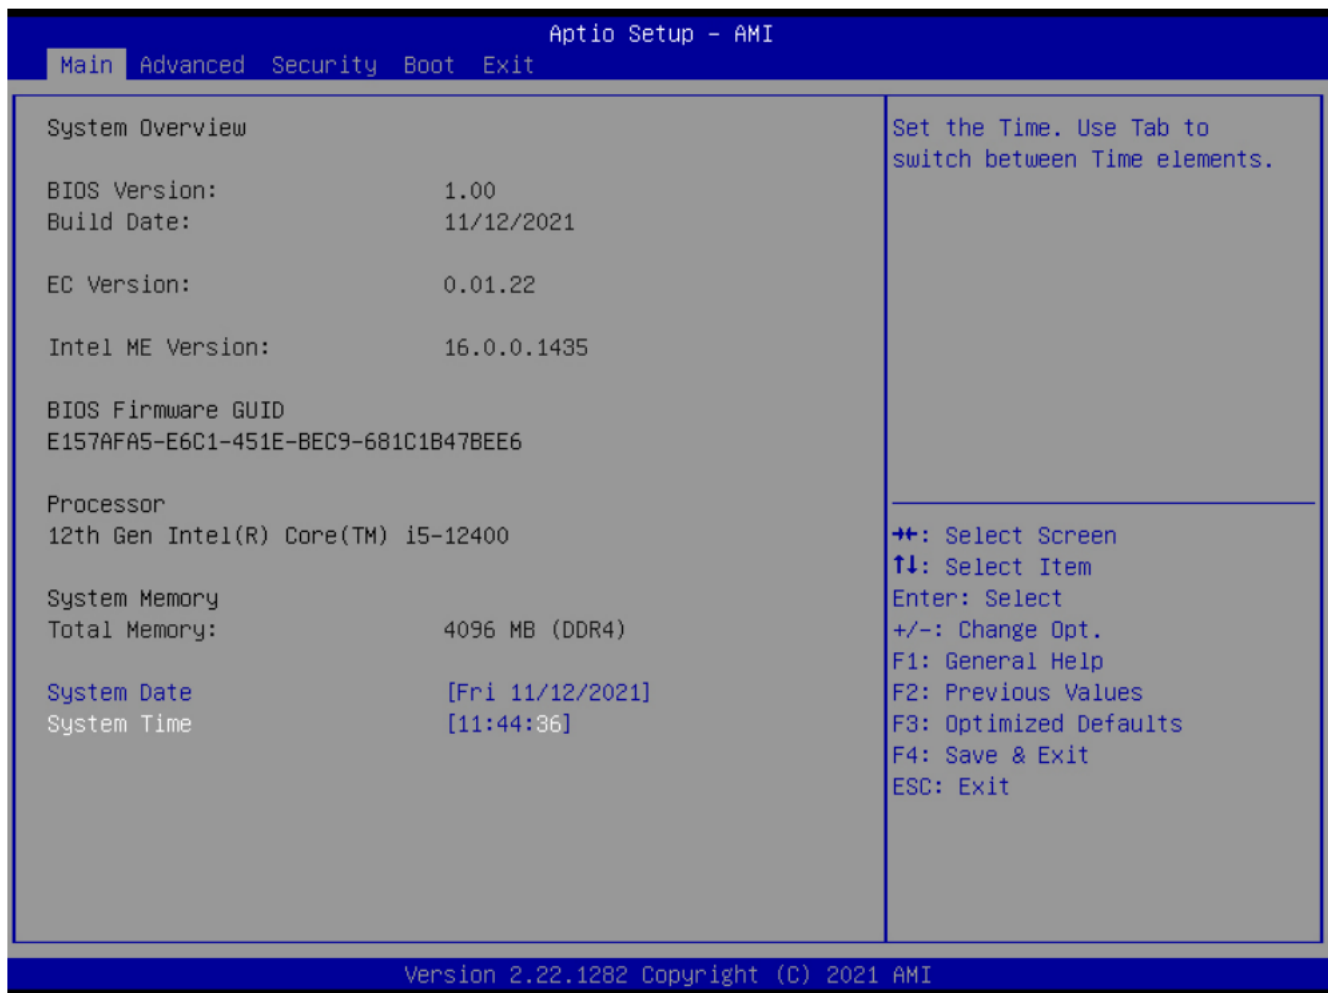 Aptio Setup - AMI
Main Advanced Security Boot Exit
System Overview
BIOS Version: 1.00
Build Date: 11/12/2021
EC Version: 0.01.22
Intel ME Version: 16.0.0.1435
BIOS Firmware GUID
E157AFA5-E6C1-451E-BEC9-681C1B47BEE6
Processor
12th Gen Intel(R) Core(TM) i5-12400
System Memory
Total Memory: 4096 MB (DDR4)
System Date [Fri 11/12/2021]
System Time [11:44:36]
Set the Time. Use Tab to
switch between Time elements.
→←: Select Screen
↑↓: Select Item
Enter: Select
+/-: Change Opt.
F1: General Help
F2: Previous Values
F3: Optimized Defaults
F4: Save & Exit
ESC: Exit
Version 2.22.1282 Copyright (C) 2021 AMI